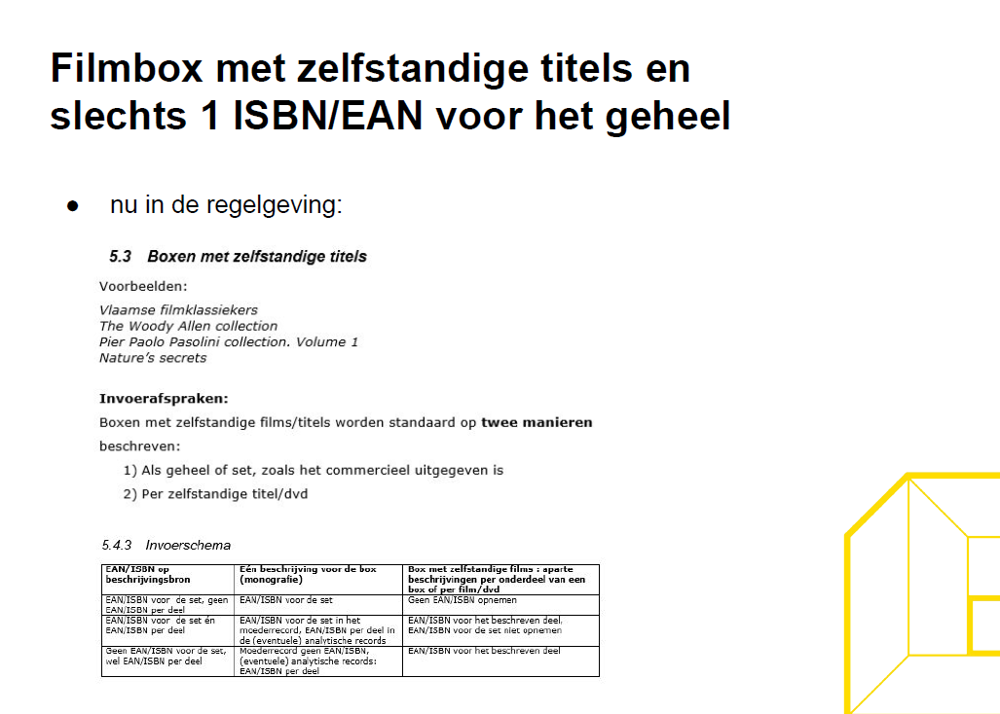 Filmbox met zelfstandige titels en
slechts 1 ISBN/EAN voor het geheel
● nu in de regelgeving:
5.3 Boxen met zelfstandige titels
Voorbeelden:
Vlaamse filmklassiekers
The Woody Allen collection
Pier Paolo Pasolini collection. Volume 1
Nature's secrets
Invoerafspraken:
Boxen met zelfstandige films/titels worden standaard op twee manieren
beschreven:
1) Als geheel of set, zoals het commercieel uitgegeven is
2) Per zelfstandige titel/dvd
5.4.3 Invoerschema
EAN/ISBN op
beschrijvingsbron
Eén beschrijving voor de box
(monografie)
Box met zelfstandige films : aparte
beschrijvingen per onderdeel van een
box of per film/dvd
EAN/ISBN voor de set, geen
EAN/ISBN per deel
EAN/ISBN voor de set
Geen EAN/ISBN opnemen
EAN/ISBN voor de set én
EAN/ISBN per deel
EAN/ISBN voor de set in het
moederrecord, EAN/ISBN per deel in
de (eventuele) analytische records
EAN/ISBN voor het beschreven deel,
EAN/ISBN voor de set niet opnemen
Geen EAN/ISBN voor de set,
wel EAN/ISBN per deel
Moederrecord geen EAN/ISBN,
(eventuele) analytische records:
EAN/ISBN per deel
EAN/ISBN voor het beschreven deel